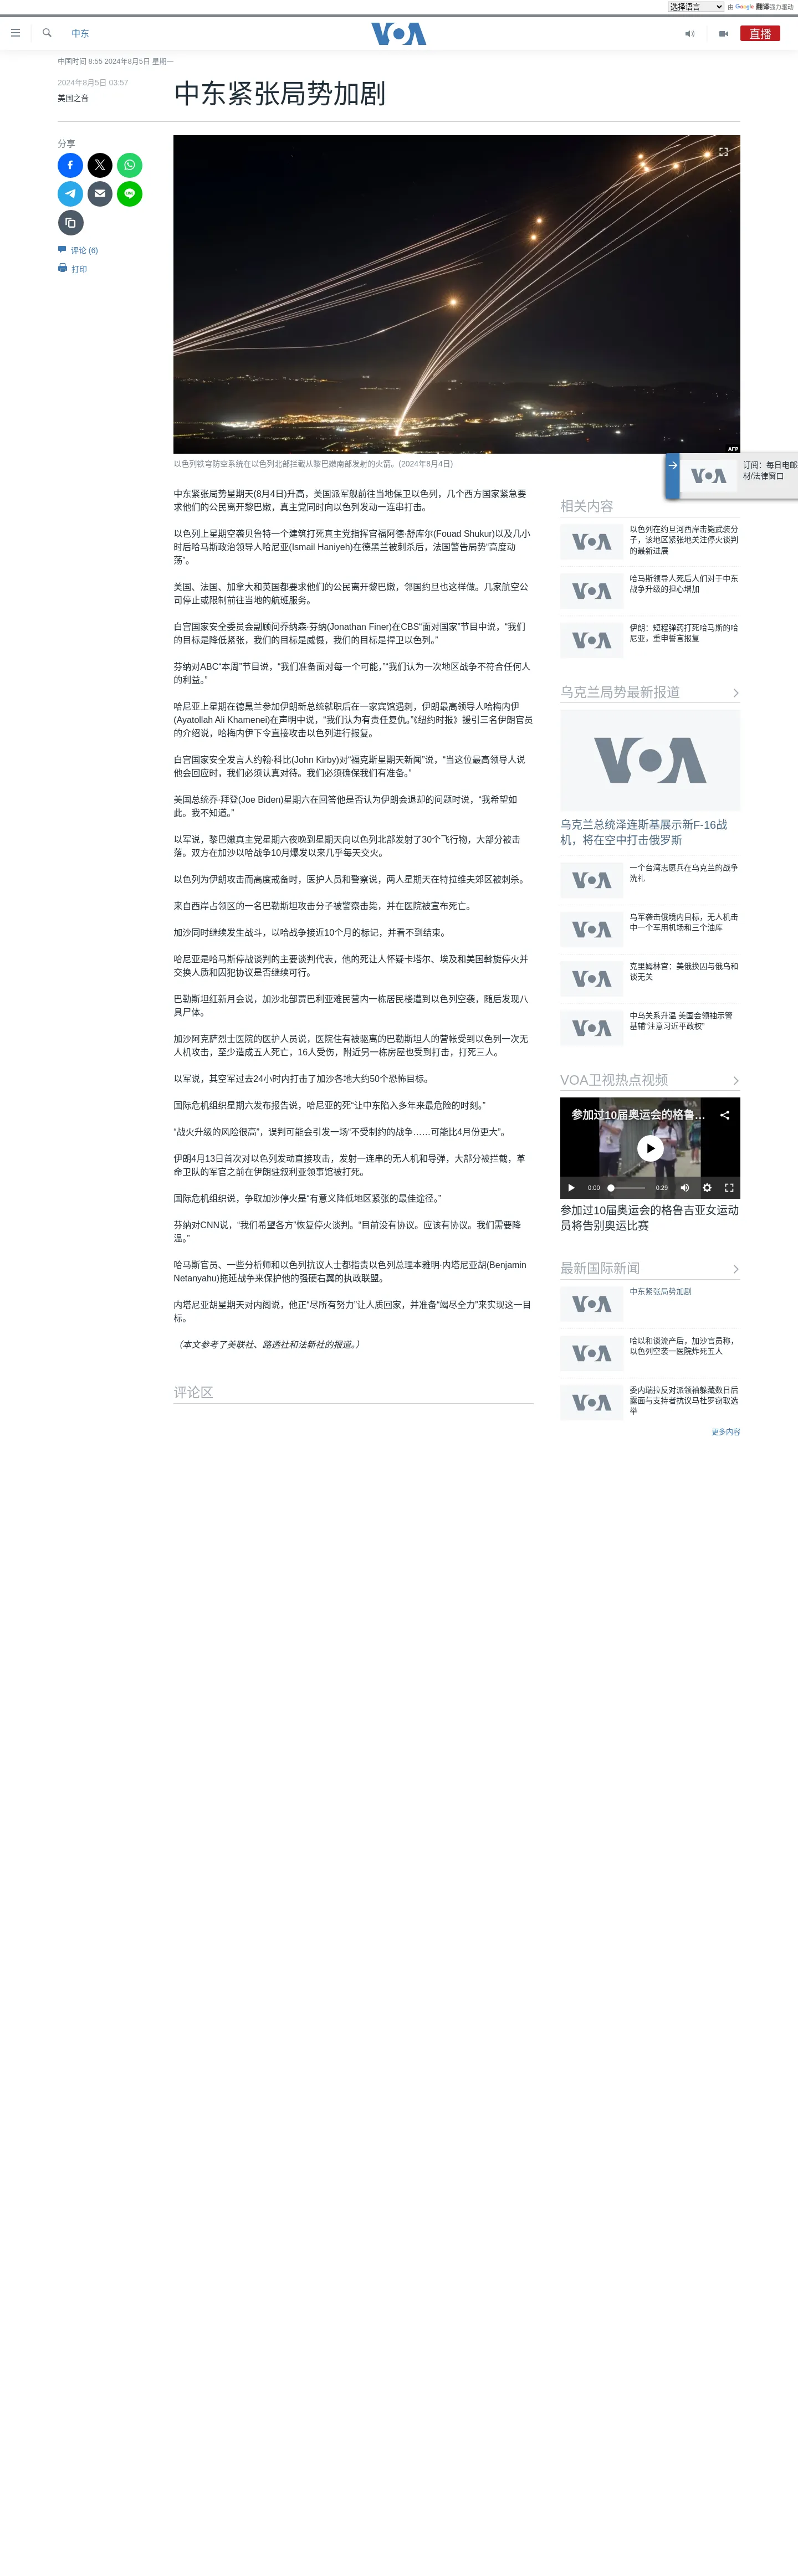 选择语言
由 Google 翻译强力驱动
中东
VOA
直播
中国时间 8:55 2024年8月5日 星期一
2024年8月5日 03:57
美国之音
中东紧张局势加剧
分享
评论 (6)
打印
AFP
以色列铁穹防空系统在以色列北部拦截从黎巴嫩南部发射的火箭。(2024年8月4日)
中东紧张局势星期天(8月4日)升高，美国派军舰前往当地保卫以色列，几个西方国家紧急要
求他们的公民离开黎巴嫩，真主党同时向以色列发动一连串打击。
以色列上星期空袭贝鲁特一个建筑打死真主党指挥官福阿德·舒库尔(Fouad Shukur)以及几小
时后哈马斯政治领导人哈尼亚(Ismail Haniyeh)在德黑兰被刺杀后，法国警告局势“高度动
荡”。
美国、法国、加拿大和英国都要求他们的公民离开黎巴嫩，邻国约旦也这样做。几家航空公
司停止或限制前往当地的航班服务。
白宫国家安全委员会副顾问乔纳森·芬纳(Jonathan Finer)在CBS“面对国家”节目中说，“我们
的目标是降低紧张，我们的目标是威慑，我们的目标是捍卫以色列。”
芬纳对ABC“本周”节目说，“我们准备面对每一个可能，”“我们认为一次地区战争不符合任何人
的利益。”
哈尼亚上星期在德黑兰参加伊朗新总统就职后在一家宾馆遇刺，伊朗最高领导人哈梅内伊
(Ayatollah Ali Khamenei)在声明中说，“我们认为有责任复仇。”《纽约时报》援引三名伊朗官员
的介绍说，哈梅内伊下令直接攻击以色列进行报复。
白宫国家安全发言人约翰·科比(John Kirby)对“福克斯星期天新闻”说，“当这位最高领导人说
他会回应时，我们必须认真对待。我们必须确保我们有准备。”
美国总统乔·拜登(Joe Biden)星期六在回答他是否认为伊朗会退却的问题时说，“我希望如
此。我不知道。”
以军说，黎巴嫩真主党星期六夜晚到星期天向以色列北部发射了30个飞行物，大部分被击
落。双方在加沙以哈战争10月爆发以来几乎每天交火。
以色列为伊朗攻击而高度戒备时，医护人员和警察说，两人星期天在特拉维夫郊区被刺杀。
来自西岸占领区的一名巴勒斯坦攻击分子被警察击毙，并在医院被宣布死亡。
加沙同时继续发生战斗，以哈战争接近10个月的标记，并看不到结束。
哈尼亚是哈马斯停战谈判的主要谈判代表，他的死让人怀疑卡塔尔、埃及和美国斡旋停火并
交换人质和囚犯协议是否继续可行。
巴勒斯坦红新月会说，加沙北部贾巴利亚难民营内一栋居民楼遭到以色列空袭，随后发现八
具尸体。
加沙阿克萨烈士医院的医护人员说，医院住有被驱离的巴勒斯坦人的营帐受到以色列一次无
人机攻击，至少造成五人死亡，16人受伤，附近另一栋房屋也受到打击，打死三人。
以军说，其空军过去24小时内打击了加沙各地大约50个恐怖目标。
国际危机组织星期六发布报告说，哈尼亚的死“让中东陷入多年来最危险的时刻。”
“战火升级的风险很高”，误判可能会引发一场“不受制约的战争……可能比4月份更大”。
伊朗4月13日首次对以色列发动直接攻击，发射一连串的无人机和导弹，大部分被拦截，革
命卫队的军官之前在伊朗驻叙利亚领事馆被打死。
国际危机组织说，争取加沙停火是“有意义降低地区紧张的最佳途径。”
芬纳对CNN说，“我们希望各方”恢复停火谈判。“目前没有协议。应该有协议。我们需要降
温。”
哈马斯官员、一些分析师和以色列抗议人士都指责以色列总理本雅明·内塔尼亚胡(Benjamin
Netanyahu)拖延战争来保护他的强硬右翼的执政联盟。
内塔尼亚胡星期天对内阁说，他正“尽所有努力”让人质回家，并准备“竭尽全力”来实现这一目
标。
（本文参考了美联社、路透社和法新社的报道。）
评论区
订阅：每日电邮
材/法律窗口
VOA
相关内容
VOA
以色列在约旦河西岸击毙武装分
子，该地区紧张地关注停火谈判
的最新进展
VOA
哈马斯领导人死后人们对于中东
战争升级的担心增加
VOA
伊朗：短程弹药打死哈马斯的哈
尼亚，重申誓言报复
乌克兰局势最新报道
VOA
乌克兰总统泽连斯基展示新F-16战
机，将在空中打击俄罗斯
VOA
一个台湾志愿兵在乌克兰的战争
洗礼
VOA
乌军袭击俄境内目标，无人机击
中一个军用机场和三个油库
VOA
克里姆林宫：美俄换囚与俄乌和
谈无关
VOA
中乌关系升温 美国会领袖示警
基辅“注意习近平政权”
VOA卫视热点视频
参加过10届奥运会的格鲁…
0:00
0:29
参加过10届奥运会的格鲁吉亚女运动
员将告别奥运比赛
最新国际新闻
VOA
中东紧张局势加剧
VOA
哈以和谈流产后，加沙官员称，
以色列空袭一医院炸死五人
VOA
委内瑞拉反对派领袖躲藏数日后
露面与支持者抗议马杜罗窃取选
举
更多内容